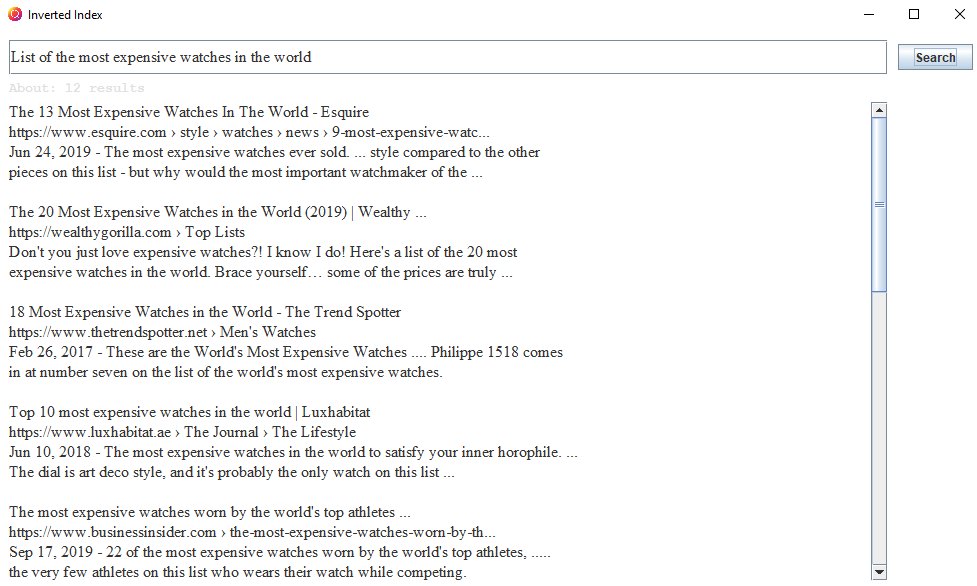 Inverted Index
List of the most expensive watches in the world
Search
About: 12 results
The 13 Most Expensive Watches In The World - Esquire
https://www.esquire.com › style › watches › news › 9-most-expensive-watc...
Jun 24, 2019 - The most expensive watches ever sold. ... style compared to the other
pieces on this list - but why would the most important watchmaker of the ...
The 20 Most Expensive Watches in the World (2019) | Wealthy ...
https://wealthygorilla.com › Top Lists
Don't you just love expensive watches?! I know I do! Here's a list of the 20 most
expensive watches in the world. Brace yourself… some of the prices are truly ...
18 Most Expensive Watches in the World - The Trend Spotter
https://www.thetrendspotter.net › Men's Watches
Feb 26, 2017 - These are the World's Most Expensive Watches .... Philippe 1518 comes
in at number seven on the list of the world's most expensive watches.
Top 10 most expensive watches in the world | Luxhabitat
https://www.luxhabitat.ae › The Journal › The Lifestyle
Jun 10, 2018 - The most expensive watches in the world to satisfy your inner horophile. ...
The dial is art deco style, and it's probably the only watch on this list ...
The most expensive watches worn by the world's top athletes ...
https://www.businessinsider.com › the-most-expensive-watches-worn-by-th...
Sep 17, 2019 - 22 of the most expensive watches worn by the world's top athletes, .....
the very few athletes on this list who wears their watch while competing.